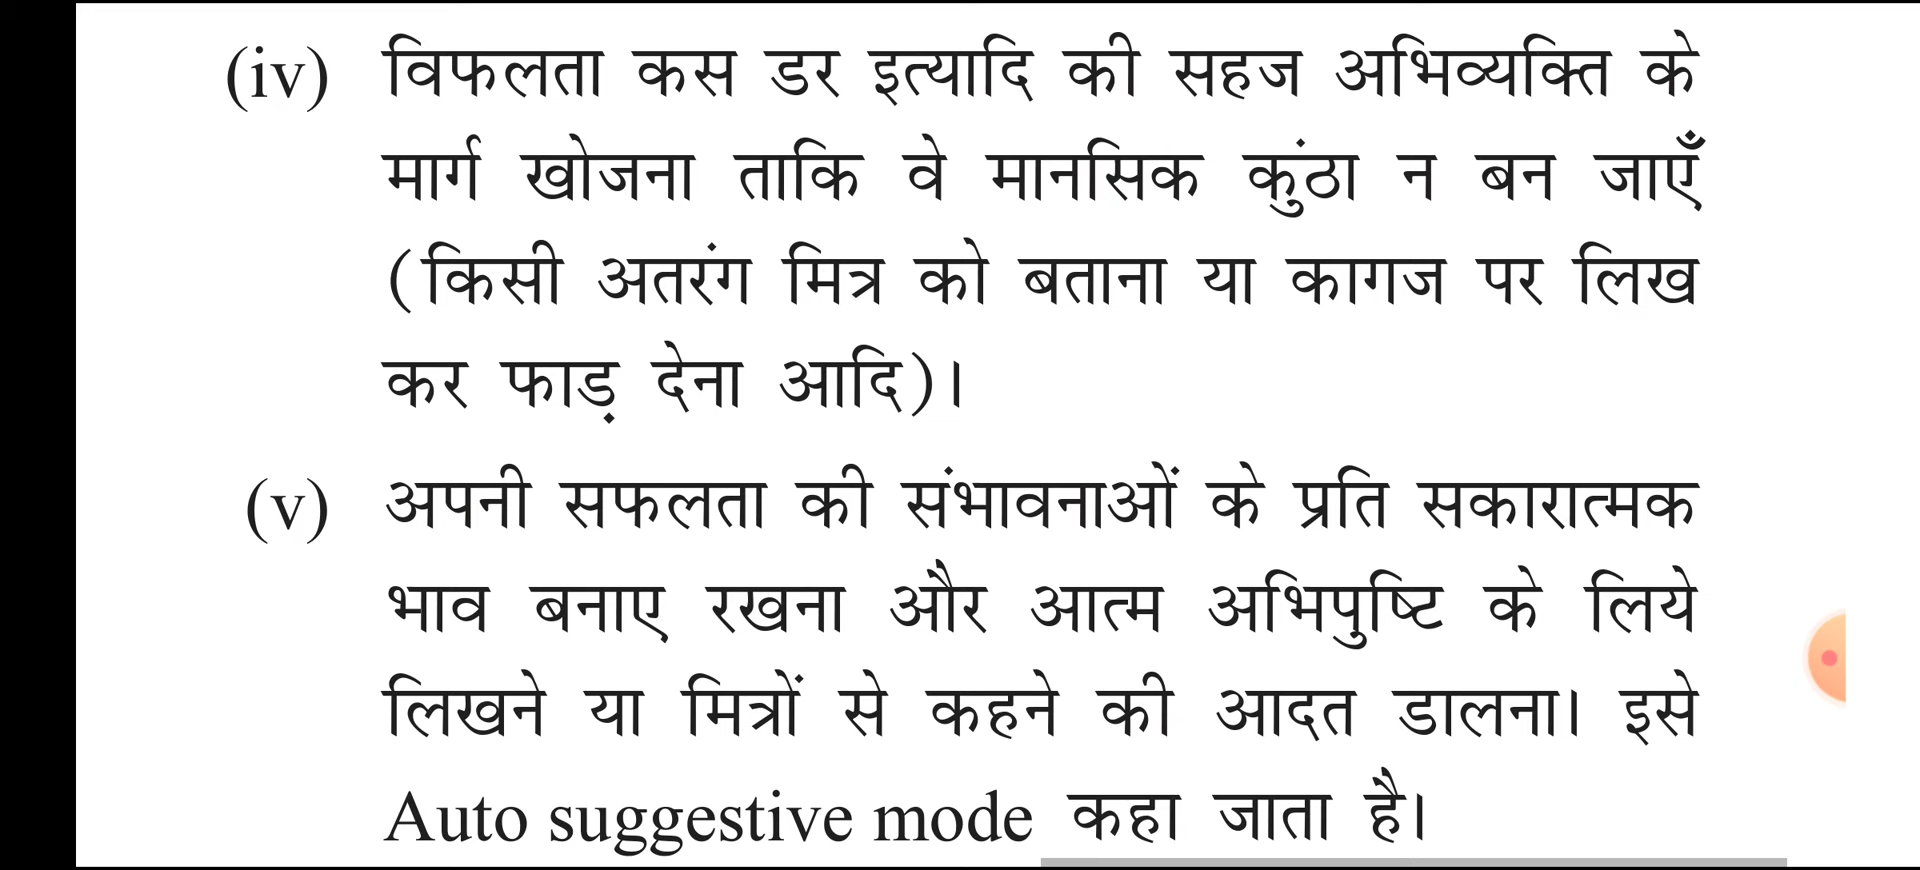 (iv) विफलता कस डर इत्यादि की सहज अभिव्यक्ति के
मार्ग खोजना ताकि वे मानसिक कुंठा न बन जाएँ
(किसी अतरंग मित्र को बताना या कागज पर लिख
कर फाड़ देना आदि)।
(v) अपनी सफलता की संभावनाओं के प्रति सकारात्मक
भाव बनाए रखना और आत्म अभिपुष्टि के लिये
लिखने या मित्रों से कहने की आदत डालना। इसे
Auto suggestive mode कहा जाता है।